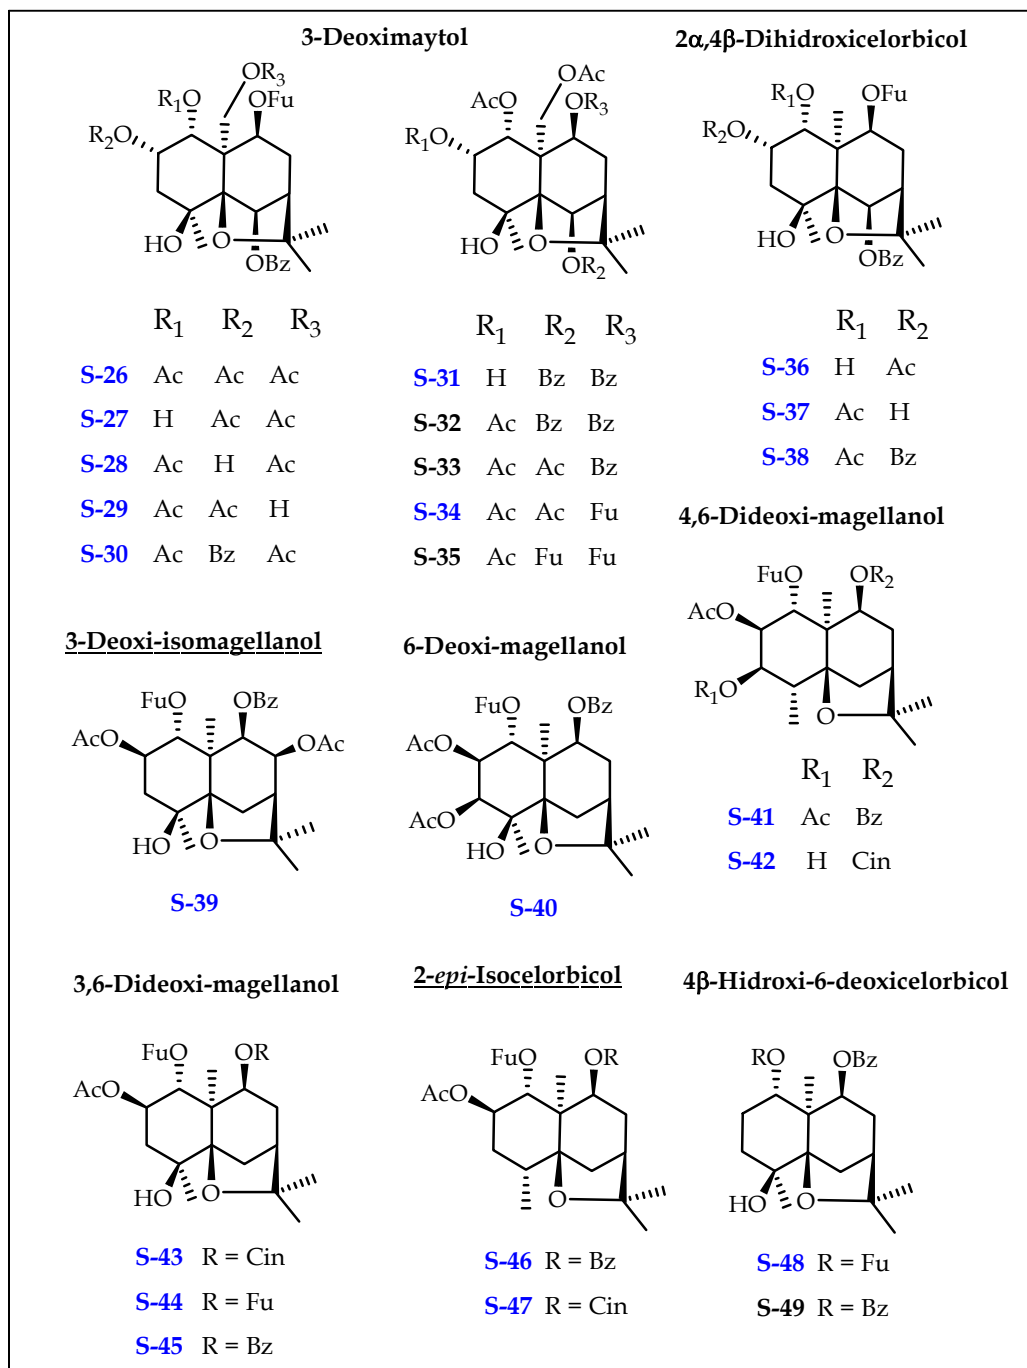 3-Deoximaytol
2α,4β-Dihidroxicelorbicol
OR3
R1O
OFu
R2O
HO
O
OBz
OAc
AcO
OR3
R1O
HO
O
OR2
R1O
OFu
R2O
HO
O
OBz
R1 R2 R3
S-26 Ac Ac Ac
S-27 H Ac Ac
S-28 Ac H Ac
S-29 Ac Ac H
S-30 Ac Bz Ac
R1 R2 R3
S-31 H Bz Bz
S-32 Ac Bz Bz
S-33 Ac Ac Bz
S-34 Ac Ac Fu
S-35 Ac Fu Fu
R1 R2
S-36 H Ac
S-37 Ac H
S-38 Ac Bz
3-Deoxi-isomagellanol
FuO
OBz
AcO
OAc
HO
O
S-39
6-Deoxi-magellanol
FuO
OBz
AcO
AcO
HO
O
S-40
4,6-Dideoxi-magellanol
FuO
OR2
AcO
R1O
O
R1 R2
S-41 Ac Bz
S-42 H Cin
3,6-Dideoxi-magellanol
FuO
OR
AcO
HO
O
S-43 R = Cin
S-44 R = Fu
S-45 R = Bz
2-epi-Isocelorbicol
FuO
OR
AcO
O
S-46 R = Bz
S-47 R = Cin
4β-Hidroxi-6-deoxicelorbicol
RO
OBz
HO
O
S-48 R = Fu
S-49 R = Bz